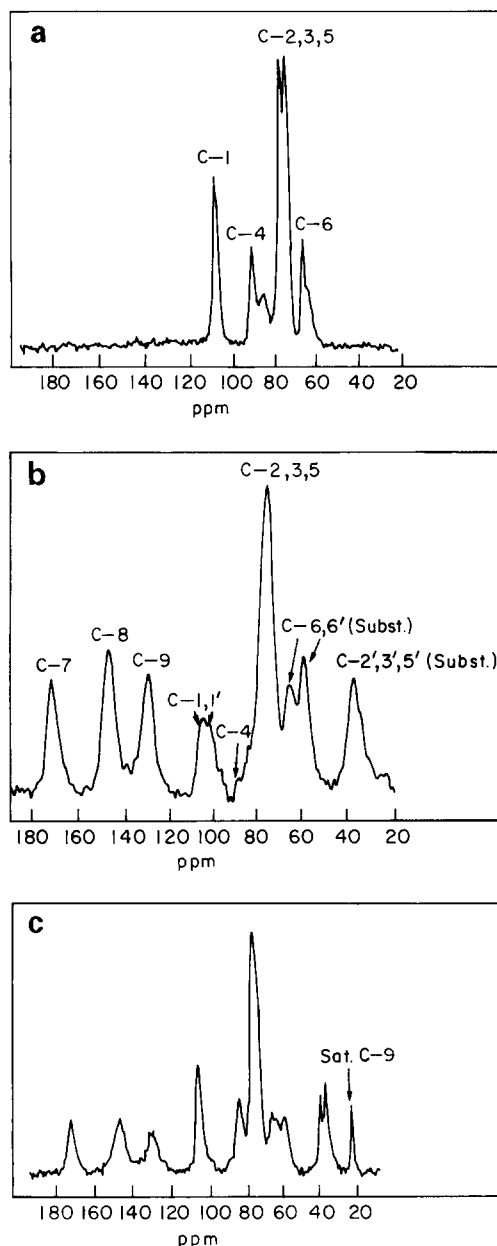 a
C–2,3,5
C–1
C–4
C–6
180 160 140 120 100 80 60 40 20
ppm
b
C–2,3,5
C–8
C–7
C–9
C–6,6' (Subst.)
C–2',3',5' (Subst.)
C–1,1'
C–4
180 160 140 120 100 80 60 40 20
ppm
c
Sat. C–9
180 160 140 120 100 80 60 40 20
ppm